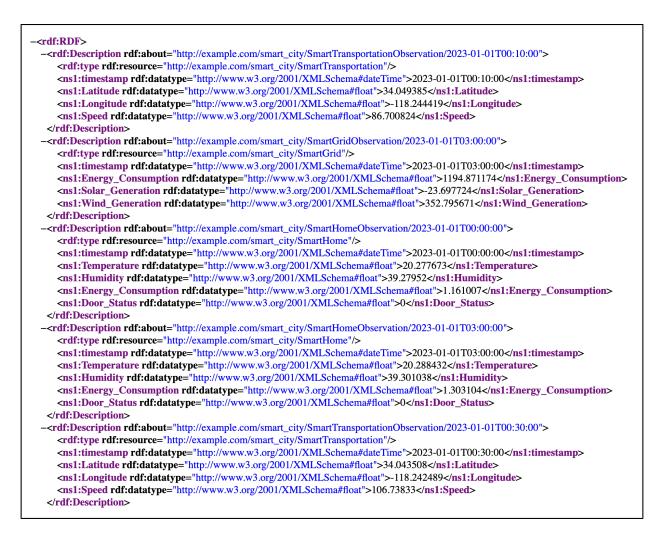 −<rdf:RDF>
−<rdf:Description rdf:about="http://example.com/smart_city/SmartTransportationObservation/2023-01-01T00:10:00">
<rdf:type rdf:resource="http://example.com/smart_city/SmartTransportation"/>
<ns1:timestamp rdf:datatype="http://www.w3.org/2001/XMLSchema#dateTime">2023-01-01T00:10:00</ns1:timestamp>
<ns1:Latitude rdf:datatype="http://www.w3.org/2001/XMLSchema#float">34.049385</ns1:Latitude>
<ns1:Longitude rdf:datatype="http://www.w3.org/2001/XMLSchema#float">-118.244419</ns1:Longitude>
<ns1:Speed rdf:datatype="http://www.w3.org/2001/XMLSchema#float">86.700824</ns1:Speed>
</rdf:Description>
−<rdf:Description rdf:about="http://example.com/smart_city/SmartGridObservation/2023-01-01T03:00:00">
<rdf:type rdf:resource="http://example.com/smart_city/SmartGrid"/>
<ns1:timestamp rdf:datatype="http://www.w3.org/2001/XMLSchema#dateTime">2023-01-01T03:00:00</ns1:timestamp>
<ns1:Energy_Consumption rdf:datatype="http://www.w3.org/2001/XMLSchema#float">1194.871174</ns1:Energy_Consumption>
<ns1:Solar_Generation rdf:datatype="http://www.w3.org/2001/XMLSchema#float">-23.697724</ns1:Solar_Generation>
<ns1:Wind_Generation rdf:datatype="http://www.w3.org/2001/XMLSchema#float">352.795671</ns1:Wind_Generation>
</rdf:Description>
−<rdf:Description rdf:about="http://example.com/smart_city/SmartHomeObservation/2023-01-01T00:00:00">
<rdf:type rdf:resource="http://example.com/smart_city/SmartHome"/>
<ns1:timestamp rdf:datatype="http://www.w3.org/2001/XMLSchema#dateTime">2023-01-01T00:00:00</ns1:timestamp>
<ns1:Temperature rdf:datatype="http://www.w3.org/2001/XMLSchema#float">20.277673</ns1:Temperature>
<ns1:Humidity rdf:datatype="http://www.w3.org/2001/XMLSchema#float">39.27952</ns1:Humidity>
<ns1:Energy_Consumption rdf:datatype="http://www.w3.org/2001/XMLSchema#float">1.161007</ns1:Energy_Consumption>
<ns1:Door_Status rdf:datatype="http://www.w3.org/2001/XMLSchema#float">0</ns1:Door_Status>
</rdf:Description>
−<rdf:Description rdf:about="http://example.com/smart_city/SmartHomeObservation/2023-01-01T03:00:00">
<rdf:type rdf:resource="http://example.com/smart_city/SmartHome"/>
<ns1:timestamp rdf:datatype="http://www.w3.org/2001/XMLSchema#dateTime">2023-01-01T03:00:00</ns1:timestamp>
<ns1:Temperature rdf:datatype="http://www.w3.org/2001/XMLSchema#float">20.288432</ns1:Temperature>
<ns1:Humidity rdf:datatype="http://www.w3.org/2001/XMLSchema#float">39.301038</ns1:Humidity>
<ns1:Energy_Consumption rdf:datatype="http://www.w3.org/2001/XMLSchema#float">1.303104</ns1:Energy_Consumption>
<ns1:Door_Status rdf:datatype="http://www.w3.org/2001/XMLSchema#float">0</ns1:Door_Status>
</rdf:Description>
−<rdf:Description rdf:about="http://example.com/smart_city/SmartTransportationObservation/2023-01-01T00:30:00">
<rdf:type rdf:resource="http://example.com/smart_city/SmartTransportation"/>
<ns1:timestamp rdf:datatype="http://www.w3.org/2001/XMLSchema#dateTime">2023-01-01T00:30:00</ns1:timestamp>
<ns1:Latitude rdf:datatype="http://www.w3.org/2001/XMLSchema#float">34.043508</ns1:Latitude>
<ns1:Longitude rdf:datatype="http://www.w3.org/2001/XMLSchema#float">-118.242489</ns1:Longitude>
<ns1:Speed rdf:datatype="http://www.w3.org/2001/XMLSchema#float">106.73833</ns1:Speed>
</rdf:Description>